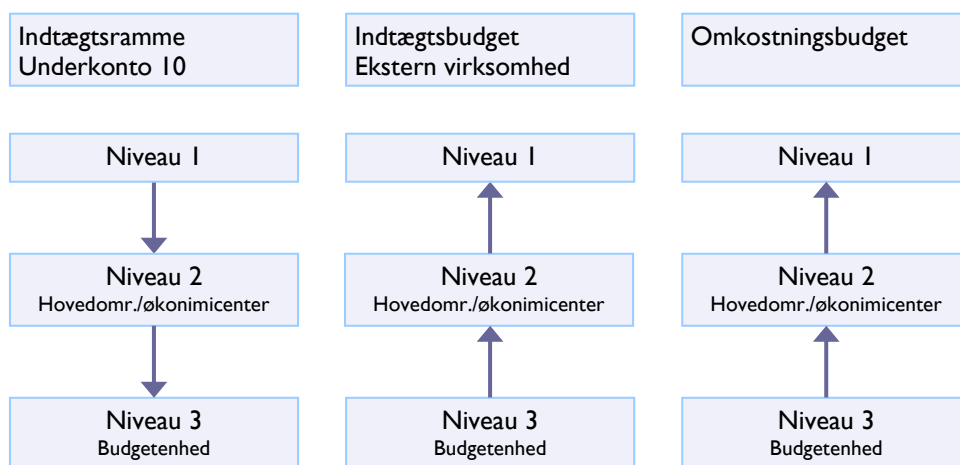 Indtægtsramme
Underkonto 10
Indtægtsbudget
Ekstern virksomhed
Omkostningsbudget
Niveau 1
Niveau 1
Niveau 1
Niveau 2
Hovedomr./økonimicenter
Niveau 2
Hovedomr./økonimicenter
Niveau 2
Hovedomr./økonimicenter
Niveau 3
Budgetenhed
Niveau 3
Budgetenhed
Niveau 3
Budgetenhed